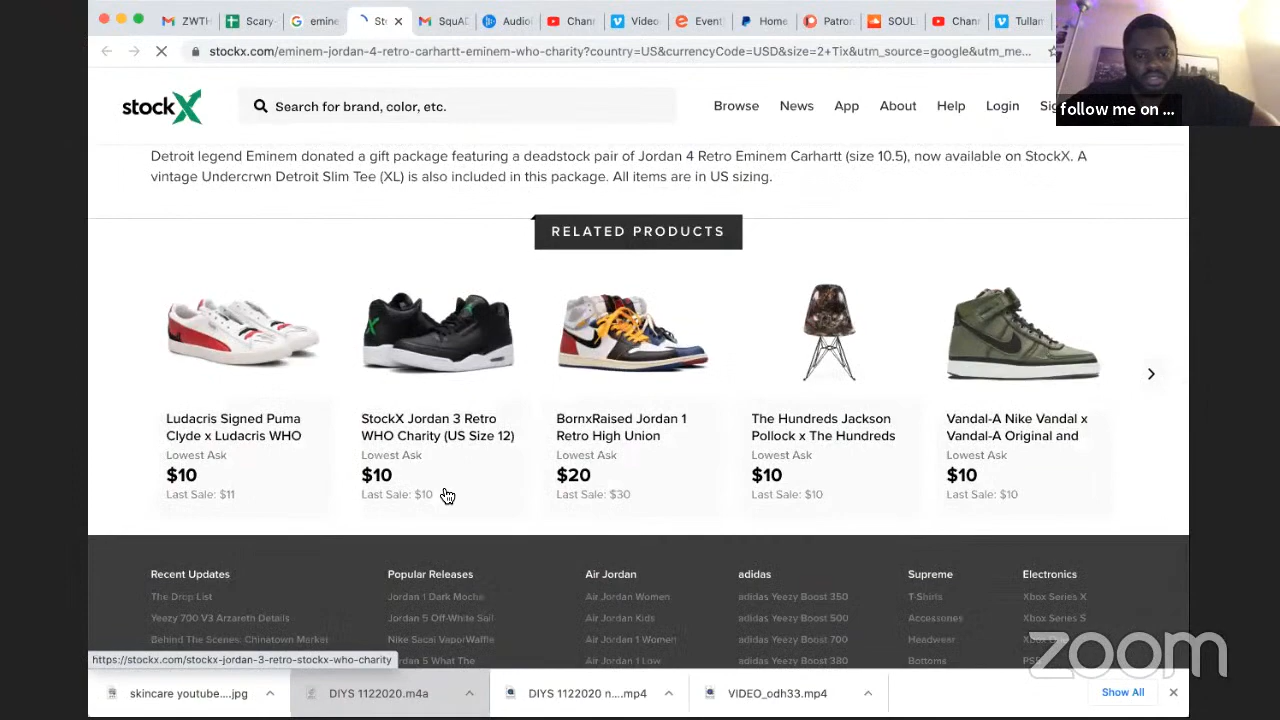 ZWTH
Scary-
emine
St
SquAD
Audiol
Chann
Video
Event
Home
Patron
SOUL
Chann
Tullam
stockx.com/eminem-jordan-4-retro-carhartt-eminem-who-charity?country=US&currencyCode=USD&size=2+Tix&utm_source=google&utm_me...
follow me on ...
stockX
Search for brand, color, etc.
Browse
News
App
About
Help
Login
Detroit legend Eminem donated a gift package featuring a deadstock pair of Jordan 4 Retro Eminem Carhartt (size 10.5), now available on StockX. A
vintage Undercrwn Detroit Slim Tee (XL) is also included in this package. All items are in US sizing.
RELATED PRODUCTS
Ludacris Signed Puma
Clyde x Ludacris WHO
Lowest Ask
$10
Last Sale: $11
StockX Jordan 3 Retro
WHO Charity (US Size 12)
Lowest Ask
$10
Last Sale: $10
BornxRaised Jordan 1
Retro High Union
Lowest Ask
$20
Last Sale: $30
The Hundreds Jackson
Pollock x The Hundreds
Lowest Ask
$10
Last Sale: $10
Vandal-A Nike Vandal x
Vandal-A Original and
Lowest Ask
$10
Last Sale: $10
Recent Updates
The Drop List
Yeezy 700 V3 Arzareth Details
Behind The Scenes: Chinatown Market
Popular Releases
Jordan 1 Dark Mocha
Jordan 5 Off-White Sail
Nike Sacai VaporWaffle
Jordan 5 What The
Air Jordan
Air Jordan Women
Air Jordan Kids
Air Jordan 1 Women
Air Jordan 1 Low
adidas
adidas Yeezy Boost 350
adidas Yeezy Boost 500
adidas Yeezy Boost 700
adidas Yeezy Boost 380
Supreme
T-Shirts
Accessories
Headwear
Bottoms
Electronics
Xbox Series X
Xbox Series S
zoom
https://stockx.com/stockx-jordan-3-retro-stockx-who-charity
skincare youtube....jpg
DIYS 1122020.m4a
DIYS 1122020 n....mp4
VIDEO_odh33.mp4
Show All